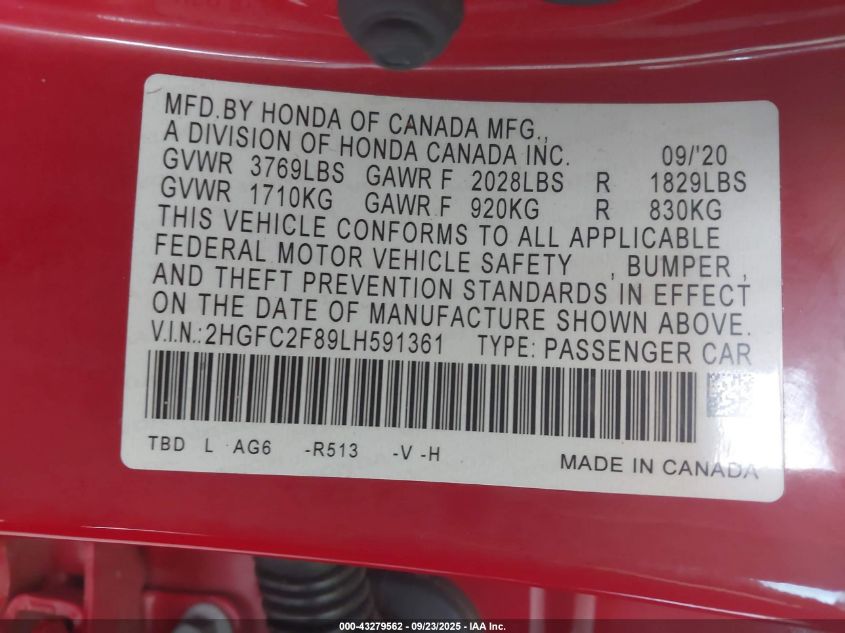 MFD.BY HONDA OF CANADA MFG.,
A DIVISION OF HONDA CANADA INC. 09/'20
GVWR 3769LBS GAWR F 2028LBS R 1829LBS
GVWR 1710KG GAWR F 920KG R 830KG
THIS VEHICLE CONFORMS TO ALL APPLICABLE
FEDERAL MOTOR VEHICLE SAFETY , BUMPER ,
AND THEFT PREVENTION STANDARDS IN EFFECT
ON THE DATE OF MANUFACTURE SHOWN ABOVE.
V.I.N.:2HGFC2F89LH591361 TYPE: PASSENGER CAR
TBD L AG6 -R513 -V -H
MADE IN CANADA
000-43279562 - 09/23/2025 - IAA Inc.